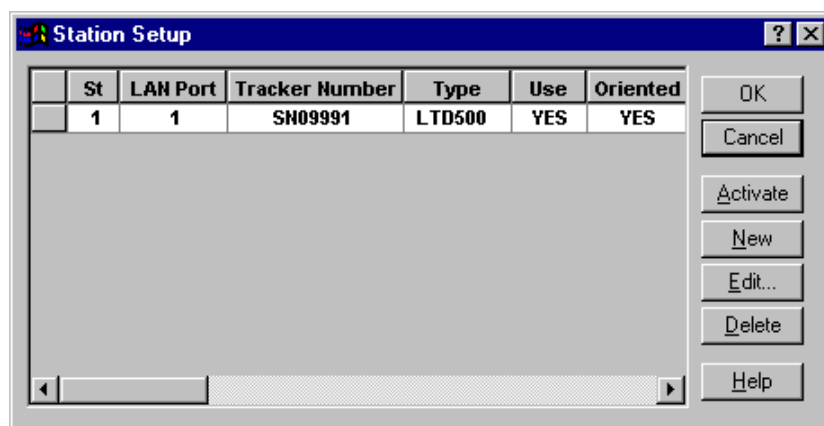 Station Setup
St LAN Port Tracker Number Type Use Oriented
1 1 SN09991 LTD500 YES YES
OK
Cancel
Activate
New
Edit...
Delete
Help